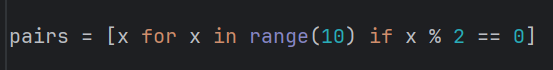 pairs = [x for x in range(10) if x % 2 == 0]